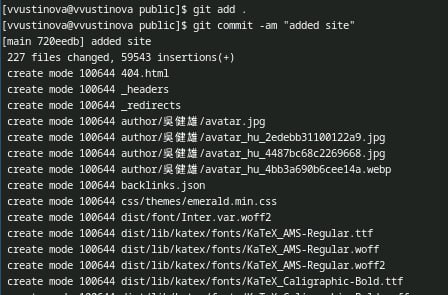 [vvustinova@vvustinova public]$ git add .
[vvustinova@vvustinova public]$ git commit -am "added site"
[main 720eedb] added site
227 files changed, 59543 insertions(+)
create mode 100644 404.html
create mode 100644 _headers
create mode 100644 _redirects
create mode 100644 author/吳健雄/avatar.jpg
create mode 100644 author/吳健雄/avatar_hu_2edebb31100122a9.jpg
create mode 100644 author/吳健雄/avatar_hu_4487bc68c2269668.jpg
create mode 100644 author/吳健雄/avatar_hu_4bb3a690b6cee14a.webp
create mode 100644 backlinks.json
create mode 100644 css/themes/emerald.min.css
create mode 100644 dist/font/Inter.var.woff2
create mode 100644 dist/lib/katex/fonts/KaTeX_AMS-Regular.ttf
create mode 100644 dist/lib/katex/fonts/KaTeX_AMS-Regular.woff
create mode 100644 dist/lib/katex/fonts/KaTeX_AMS-Regular.woff2
create mode 100644 dist/lib/katex/fonts/KaTeX_Caligraphic-Bold.ttf